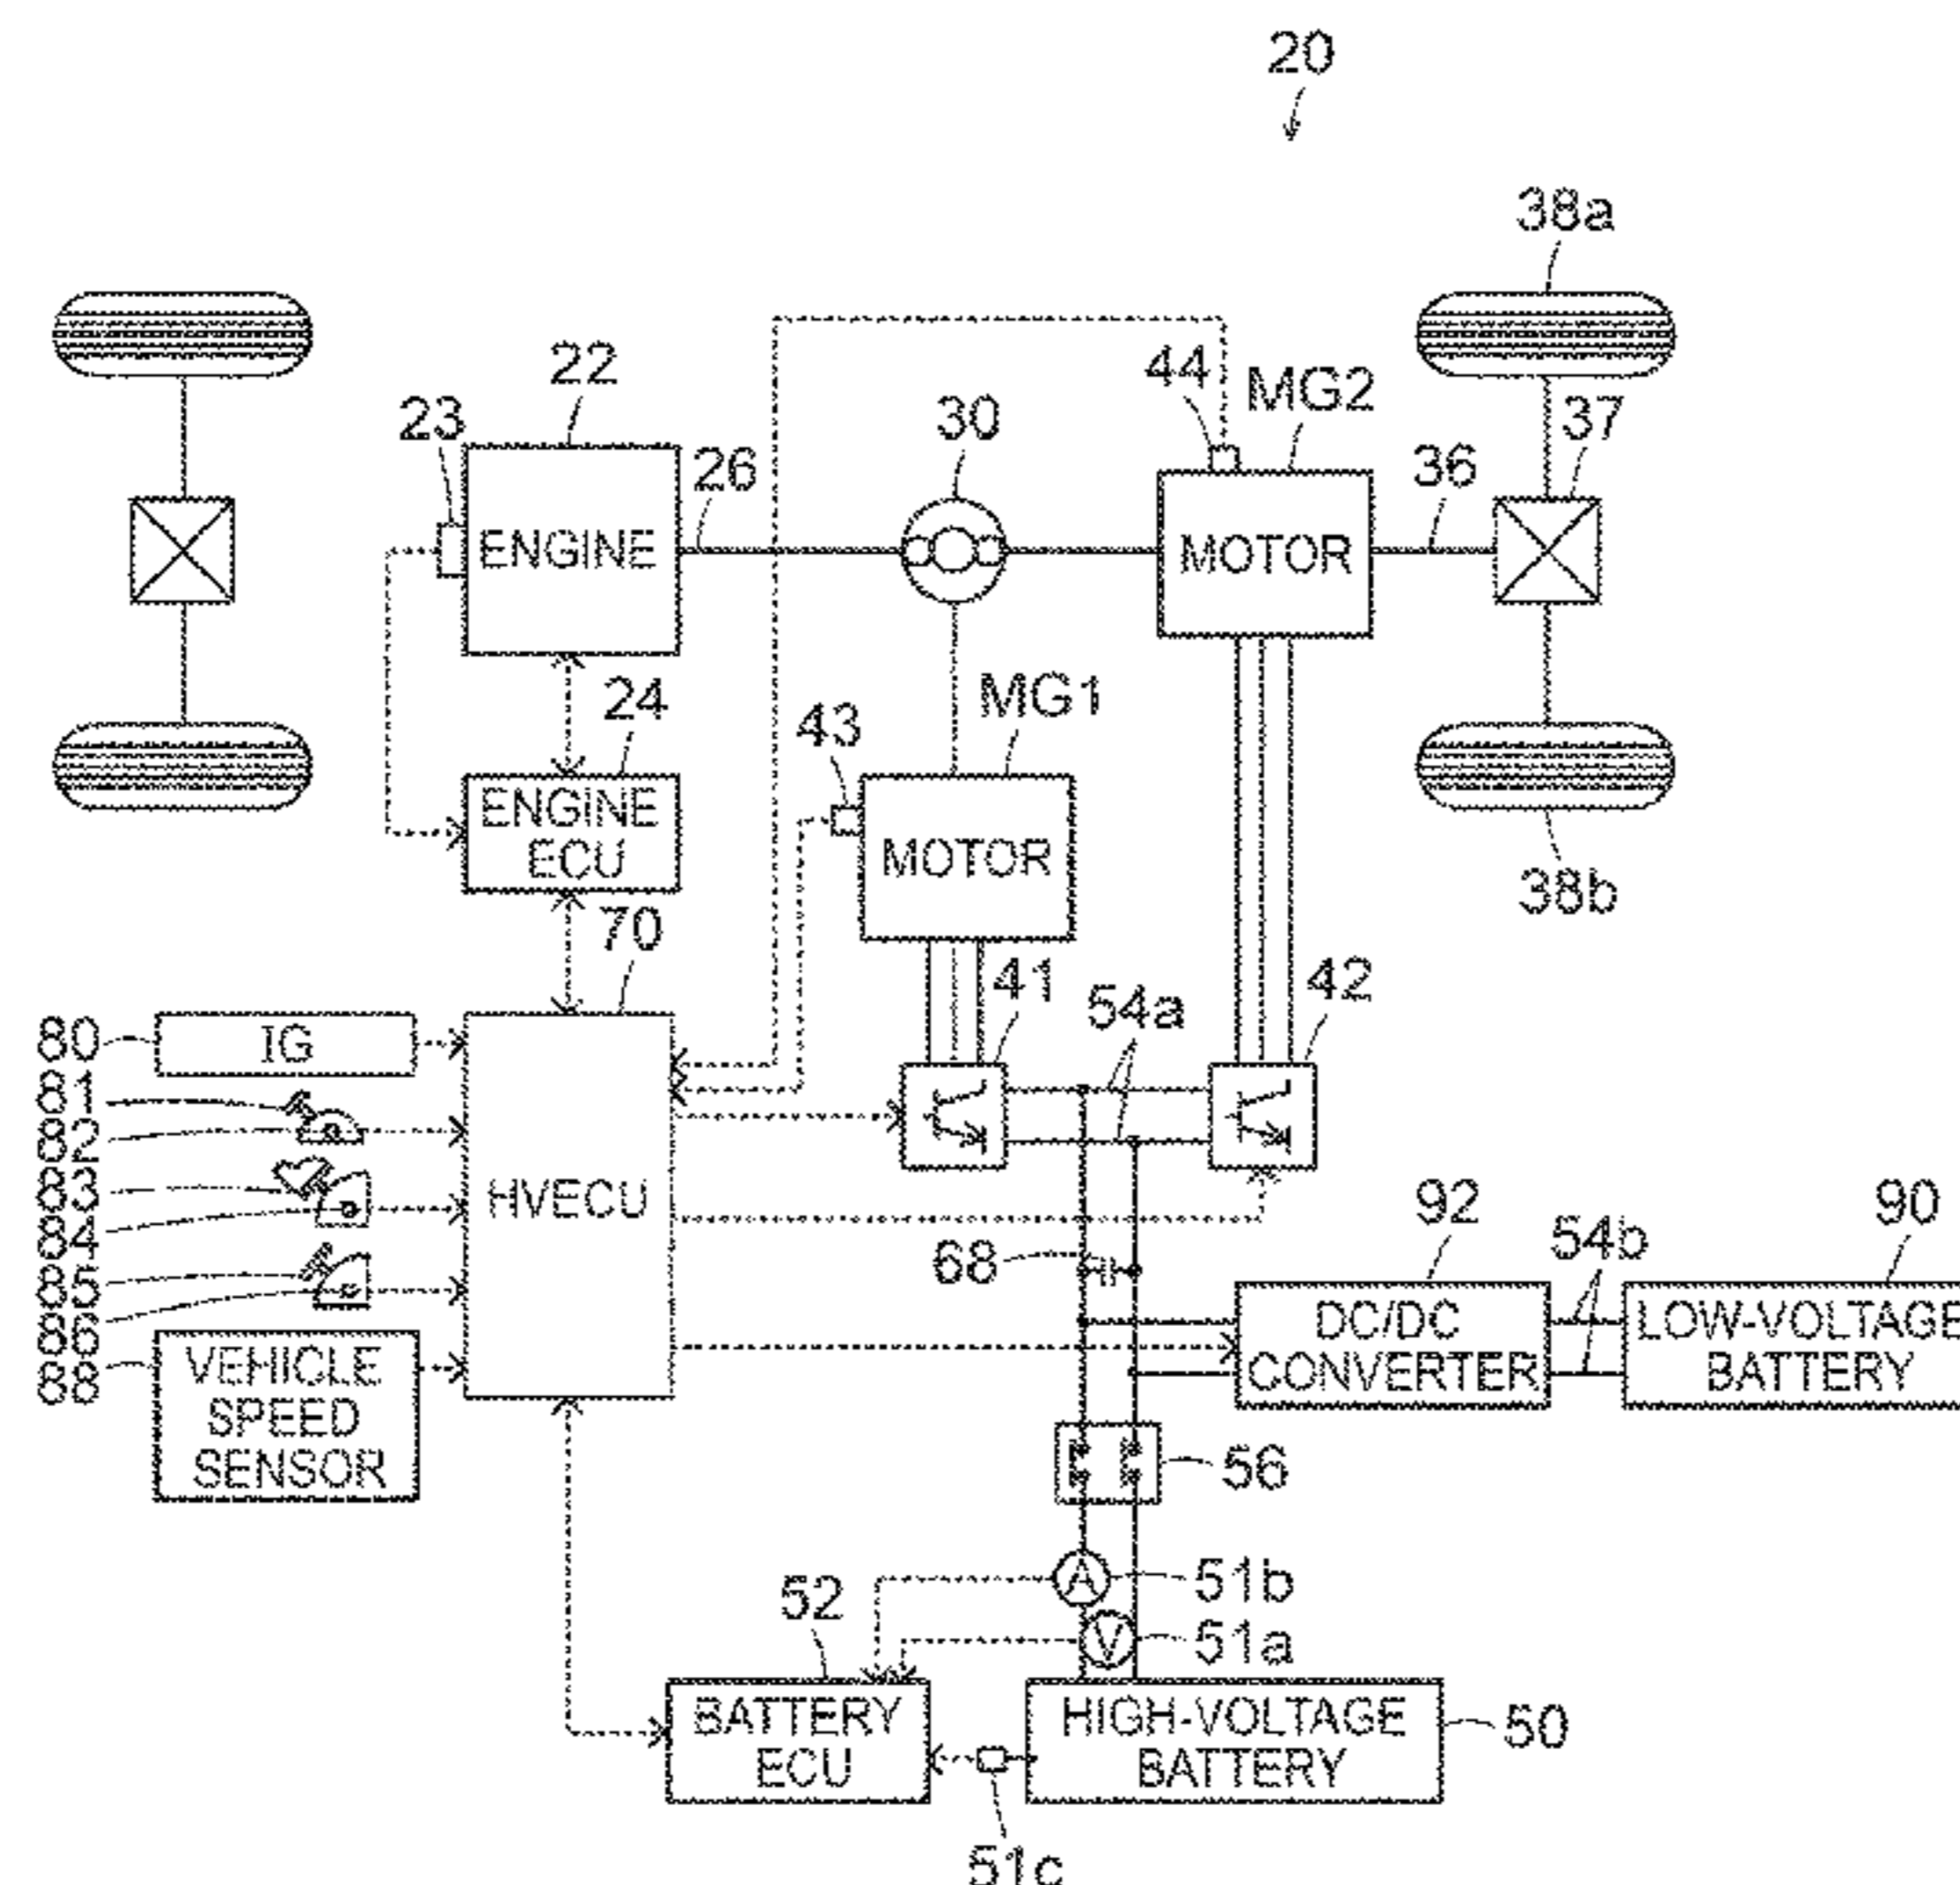 20
38a
22
44
MG2
37
23
30
26
36
ENGINE
MOTOR
24
MG1
43
ENGINE
ECU
MOTOR
38b
70
41
42
54a
80
IG
81
82
83
HVECU
84
92
90
68
54b
85
86
DC/DC
CONVERTER
LOW-VOLTAGE
BATTERY
88
VEHICLE
SPEED
SENSOR
56
A
51b
52
V
51a
BATTERY
ECU
HIGH-VOLTAGE
BATTERY
50
51c